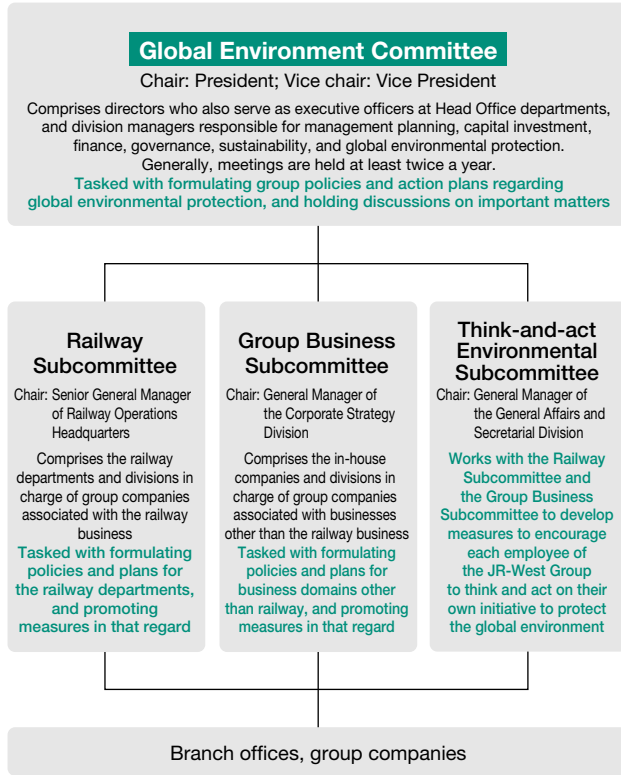 Global Environment Committee
Chair: President; Vice chair: Vice President
Comprises directors who also serve as executive officers at Head Office departments,
and division managers responsible for management planning, capital investment,
finance, governance, sustainability, and global environmental protection.
Generally, meetings are held at least twice a year.
Tasked with formulating group policies and action plans regarding
global environmental protection, and holding discussions on important matters
Railway
Subcommittee
Chair: Senior General Manager
of Railway Operations
Headquarters
Comprises the railway
departments and divisions in
charge of group companies
associated with the railway
business
Tasked with formulating
policies and plans for
the railway departments,
and promoting
measures in that regard
Group Business
Subcommittee
Chair: General Manager of
the Corporate Strategy
Division
Comprises the in-house
companies and divisions in
charge of group companies
associated with businesses
other than the railway business
Tasked with formulating
policies and plans for
business domains other
than railway, and promoting
measures in that regard
Think-and-act
Environmental
Subcommittee
Chair: General Manager of
the General Affairs and
Secretarial Division
Works with the Railway
Subcommittee and
the Group Business
Subcommittee to develop
measures to encourage
each employee of
the JR-West Group
to think and act on their
own initiative to protect
the global environment
Branch offices, group companies